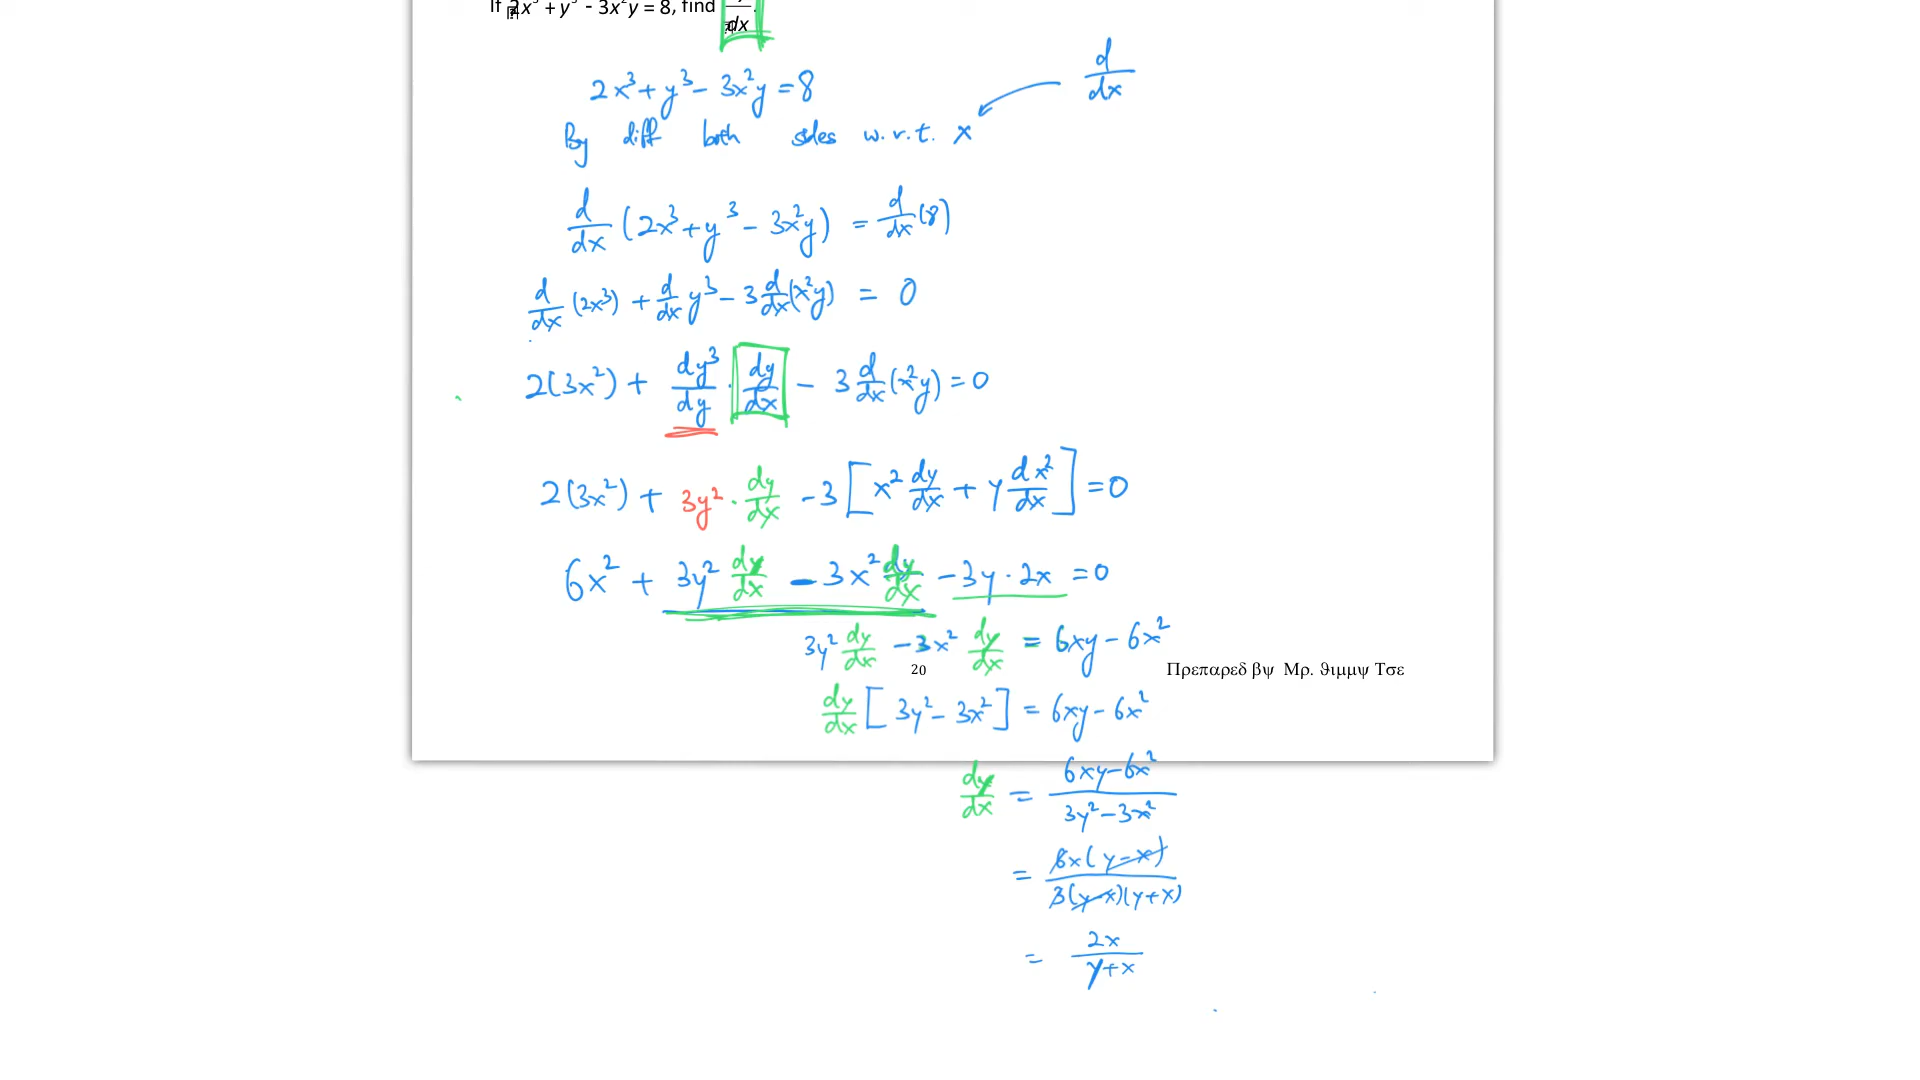 If 2x³ + y³ - 3x²y = 8, find dy/dx.
d/dx
2x³ + y³ - 3x²y = 8
By diff both sides w.r.t. x
d/dx (2x³ + y³ - 3x²y) = d/dx (8)
d/dx (2x³) + d/dx y³ - 3 d/dx (x²y) = 0
2(3x²) + dy³/dy · dy/dx - 3 d/dx (x²y) = 0
2(3x²) + 3y² · dy/dx - 3 [x² dy/dx + y dx²/dx] = 0
6x² + 3y² dy/dx - 3x² dy/dx - 3y · 2x = 0
3y² dy/dx - 3x² dy/dx = 6xy - 6x²
20 Πρεπαρεδ βψ Μρ. ϑιμμψ Τσε
dy/dx [3y² - 3x²] = 6xy - 6x²
dy/dx = (6xy - 6x²)/(3y² - 3x²)
= 6x(y-x)/3(y-x)(y+x)
= 2x/(y+x)